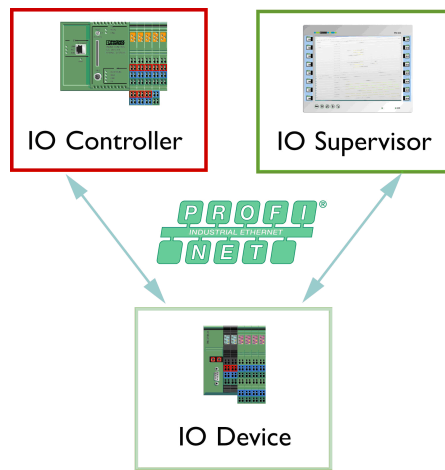 IO Controller
IO Supervisor
PROFI®
INDUSTRIAL ETHERNET
NET
IO Device